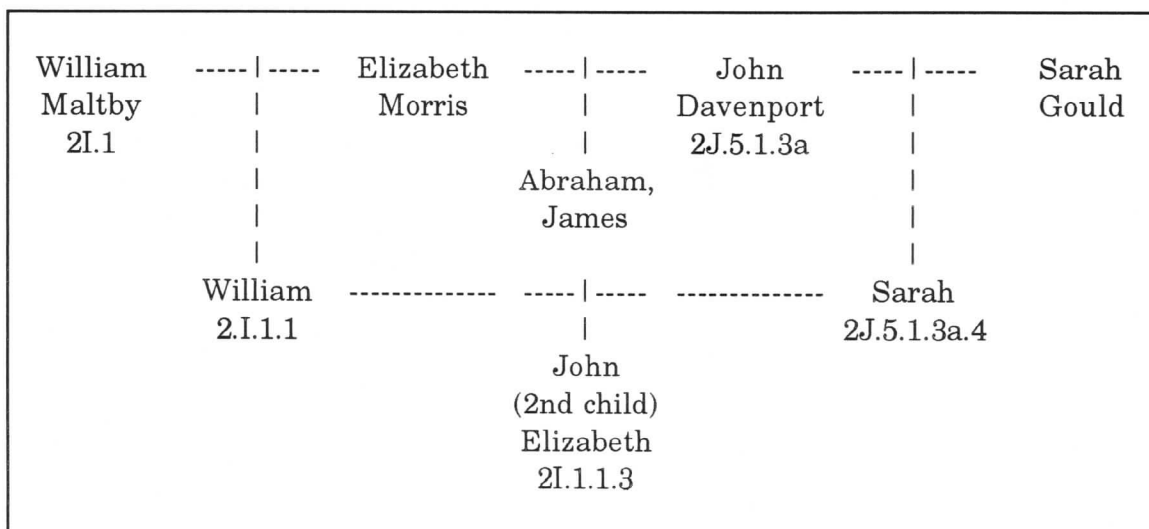 William ----- | ----- Elizabeth ----- | ----- John ----- | ----- Sarah
Maltby | Morris | Davenport | Gould
2I.1 | | 2J.5.1.3a |
| Abraham, |
| James |
| |
William ------------- ----- | ----- ------------- Sarah
2.I.1.1 | 2J.5.1.3a.4
John
(2nd child)
Elizabeth
2I.1.1.3